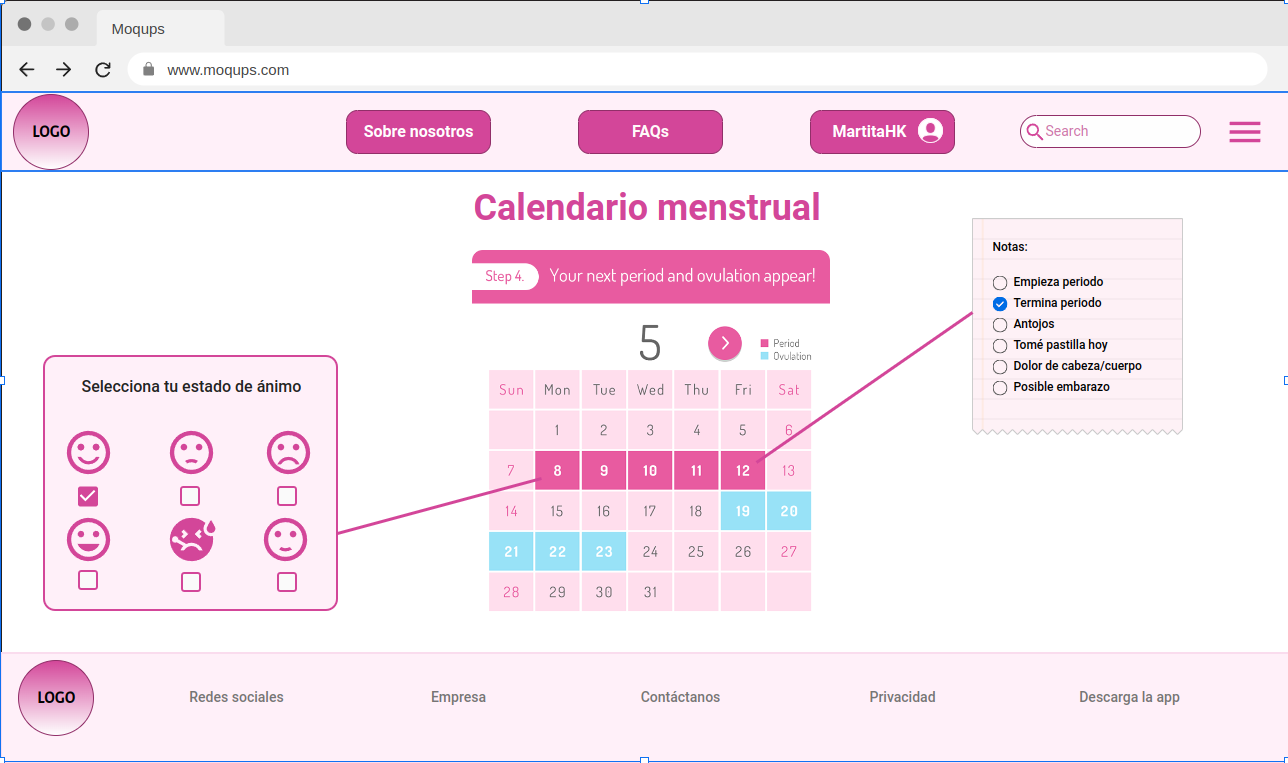 Moqups
www.moqups.com
LOGO
Sobre nosotros
FAQs
MartitaHK
Search
Calendario menstrual
Step 4.
Your next period and ovulation appear!
5
Period
Ovulation
Sun Mon Tue Wed Thu Fri Sat
1 2 3 4 5 6
7 8 9 10 11 12 13
14 15 16 17 18 19 20
21 22 23 24 25 26 27
28 29 30 31
Selecciona tu estado de ánimo
Notas:
Empieza periodo
Termina periodo
Antojos
Tomé pastilla hoy
Dolor de cabeza/cuerpo
Posible embarazo
LOGO
Redes sociales
Empresa
Contáctanos
Privacidad
Descarga la app